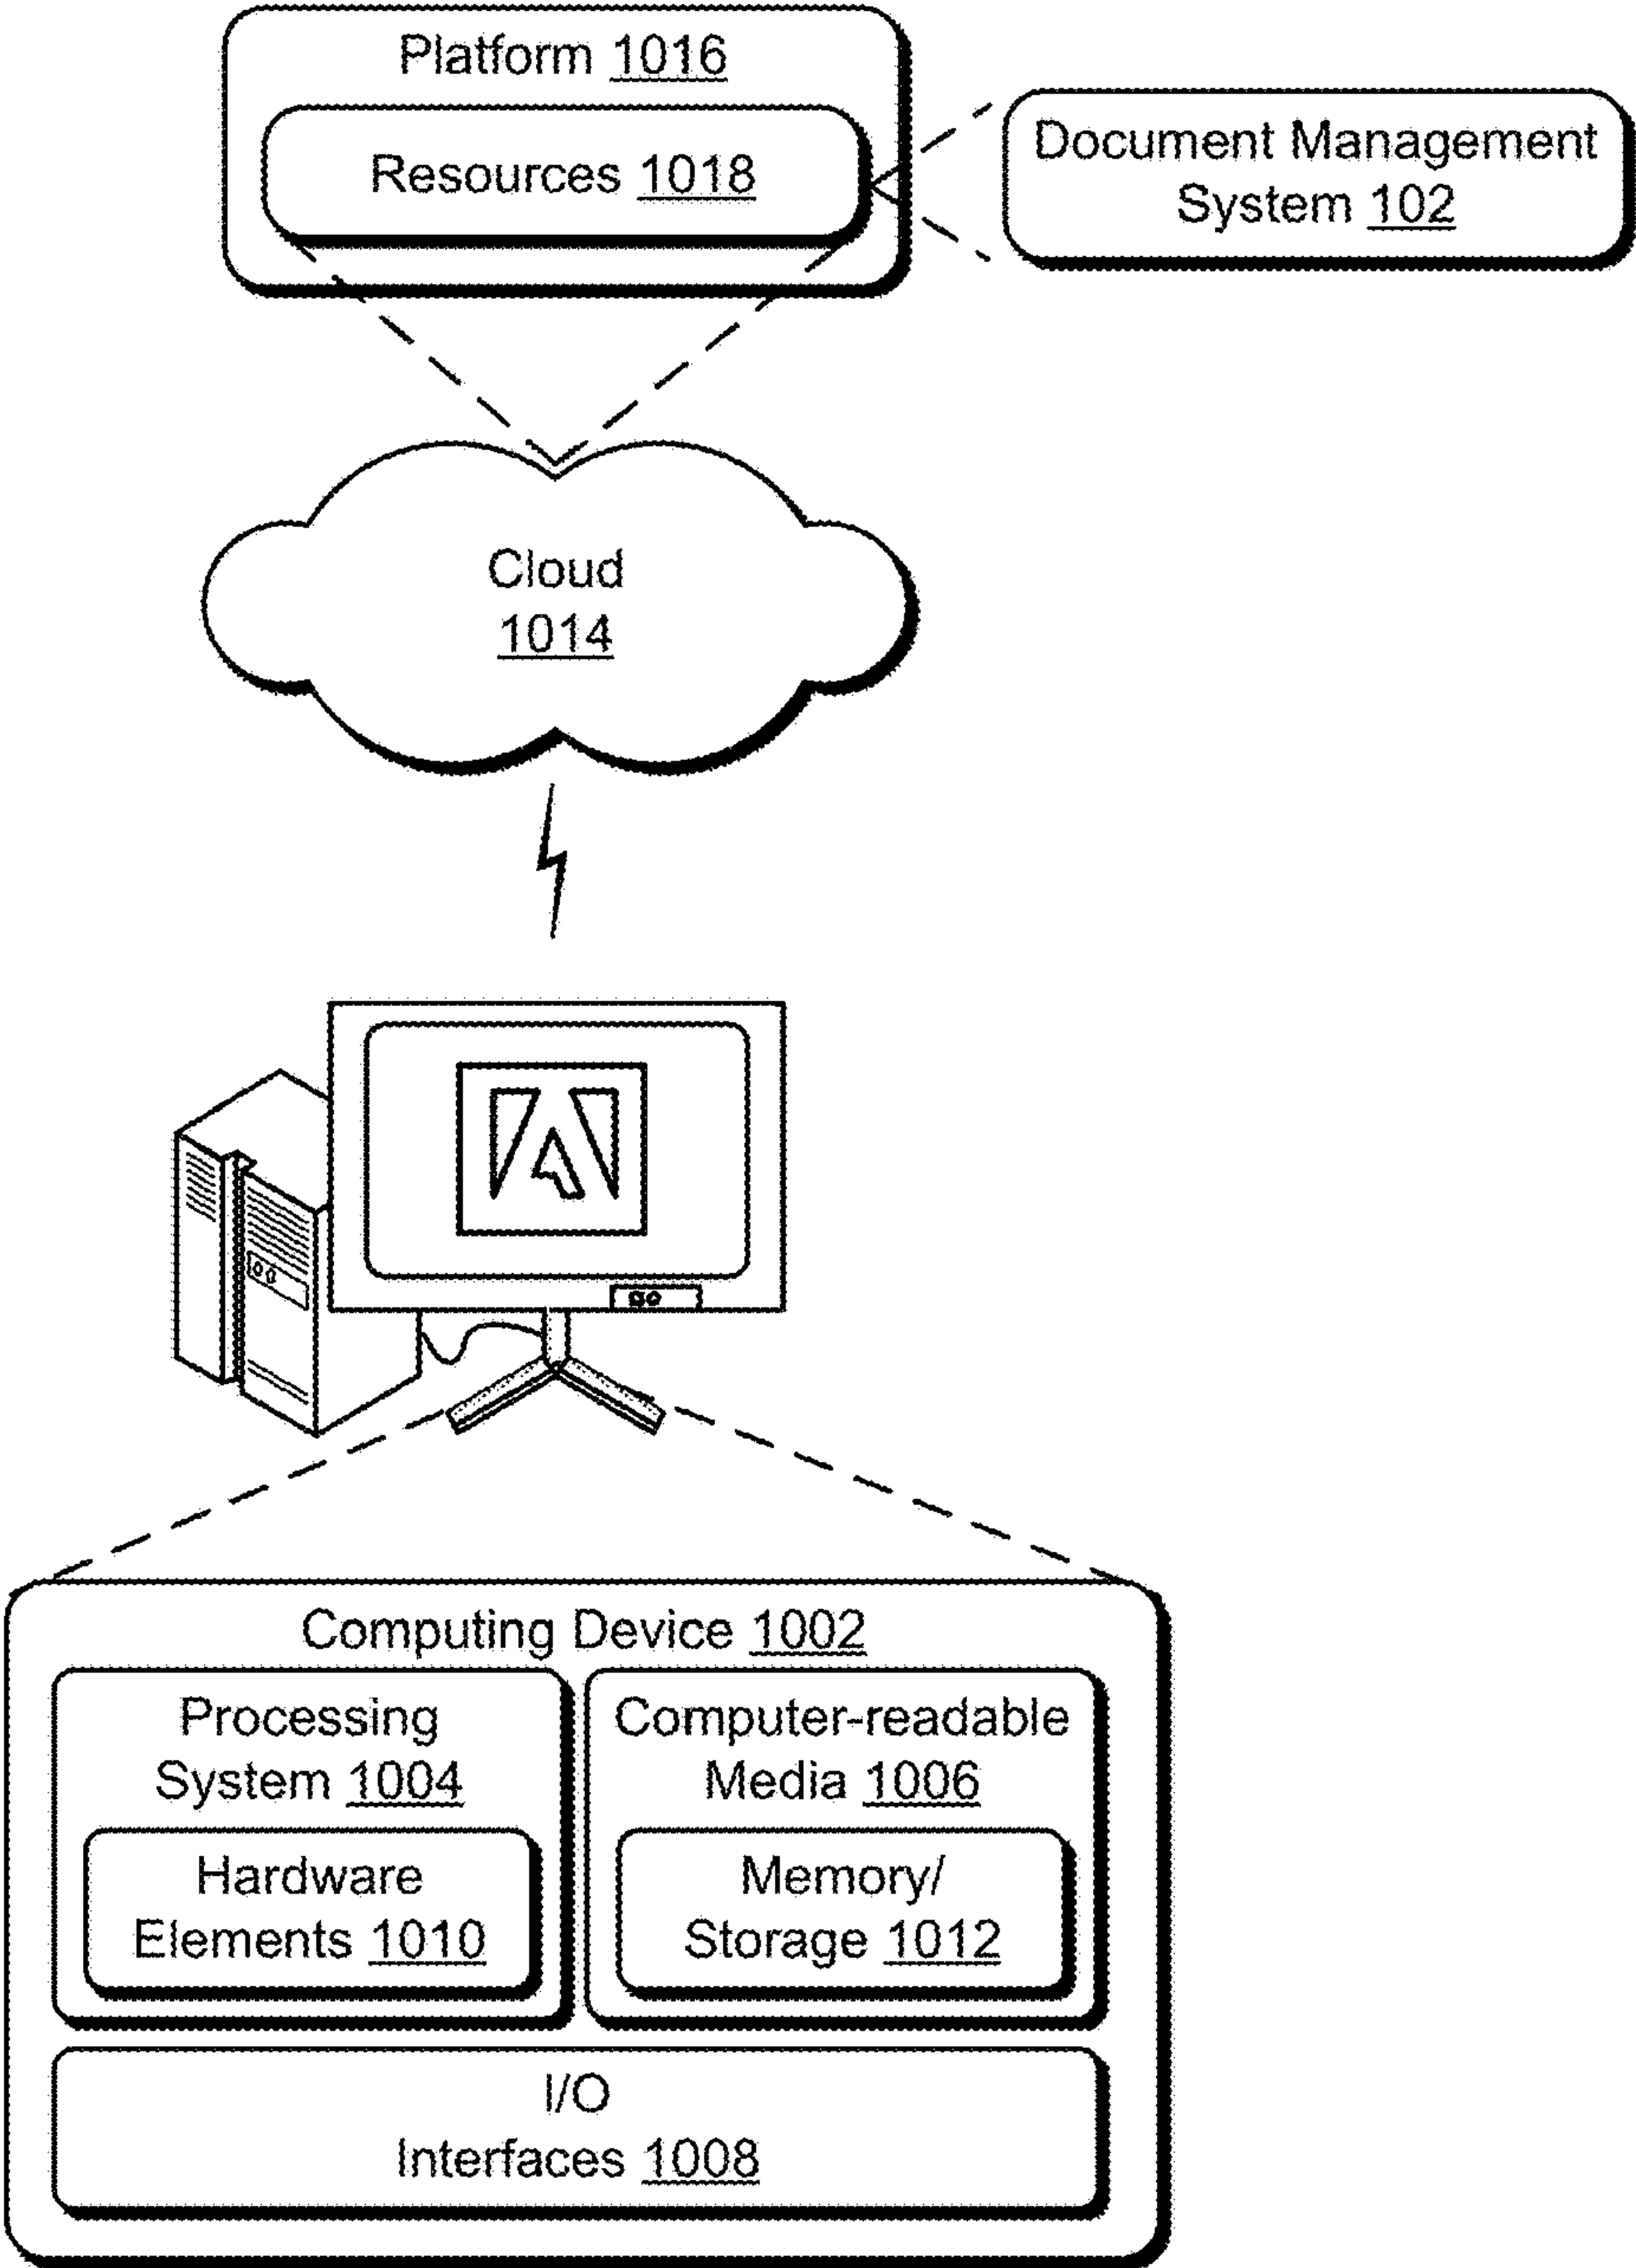 Platform 1016
Resources 1018
Document Management
System 102
Cloud
1014
Computing Device 1002
Processing
System 1004
Hardware
Elements 1010
Computer-readable
Media 1006
Memory/
Storage 1012
I/O
Interfaces 1008